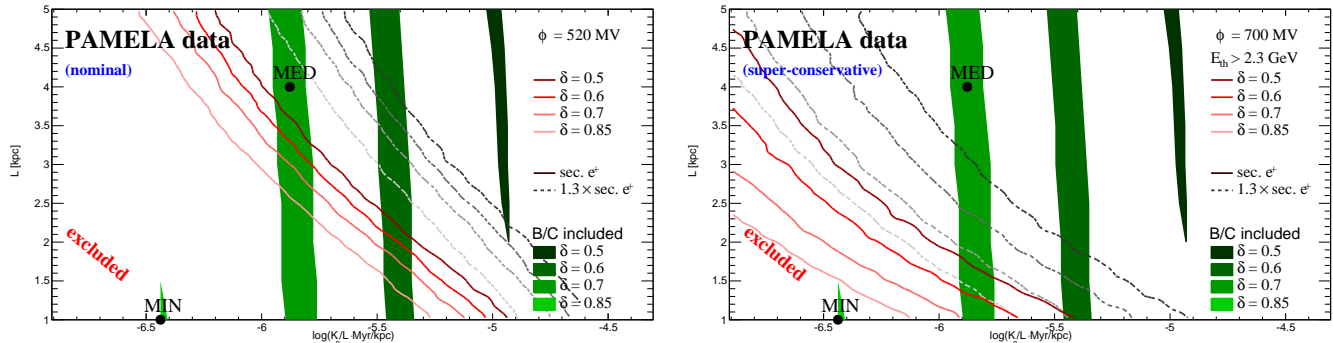 PAMELA data
(nominal)
ϕ = 520 MV
MED
δ = 0.5
δ = 0.6
δ = 0.7
δ = 0.85
sec. e⁺
1.3 × sec. e⁺
excluded
B/C included
δ = 0.5
δ = 0.6
δ = 0.7
δ = 0.85
MIN
L [kpc]
5
4.5
4
3.5
3
2.5
2
1.5
1
-6.5
-6
-5.5
-5
-4.5
log(K/L·Myr/kpc)
PAMELA data
(super-conservative)
ϕ = 700 MV
E_th > 2.3 GeV
MED
δ = 0.5
δ = 0.6
δ = 0.7
δ = 0.85
sec. e⁺
1.3 × sec. e⁺
excluded
B/C included
δ = 0.5
δ = 0.6
δ = 0.7
δ = 0.85
MIN
L [kpc]
5
4.5
4
3.5
3
2.5
2
1.5
1
-6.5
-6
-5.5
-5
-4.5
log(K/L·Myr/kpc)